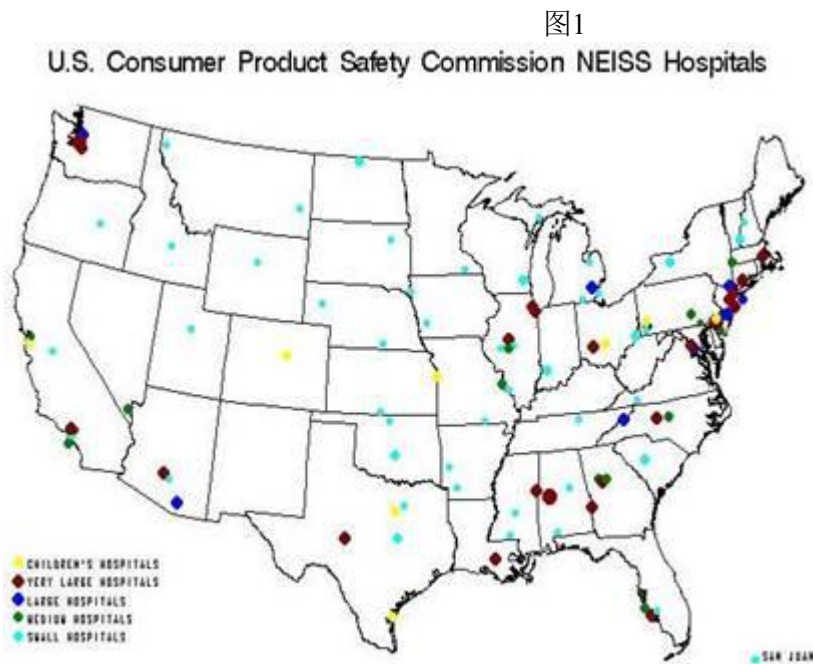 图1
U.S. Consumer Product Safety Commission NEISS Hospitals
CHILDREN'S HOSPITALS
VERY LARGE HOSPITALS
LARGE HOSPITALS
MEDIUM HOSPITALS
SMALL HOSPITALS
SAN JUAN